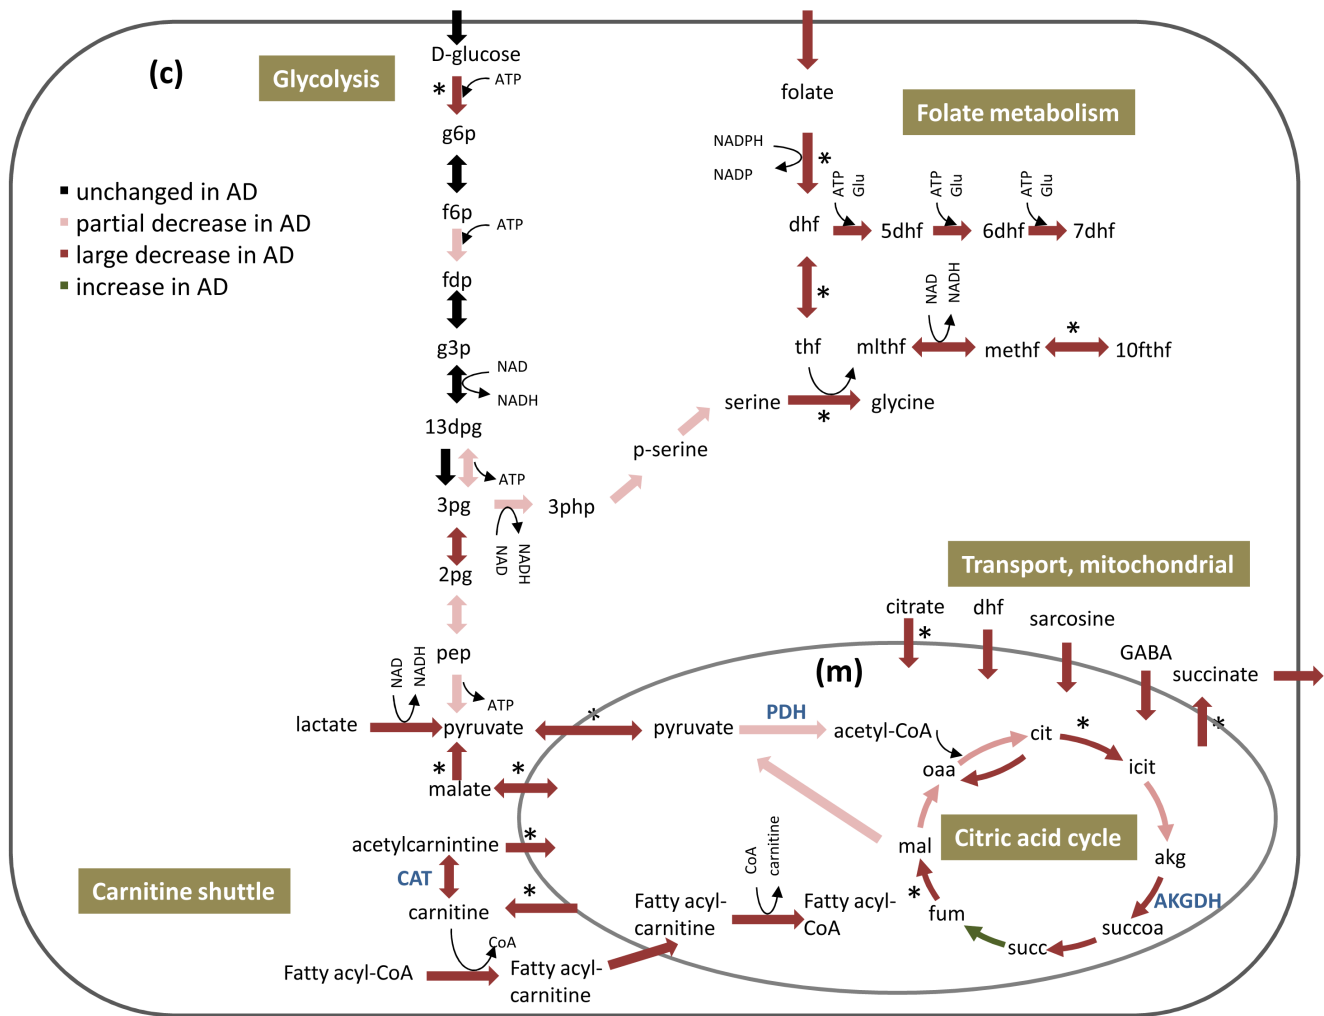 (c)
Glycolysis
D-glucose
*
ATP
g6p
f6p
ATP
fdp
g3p
NAD
NADH
13dpg
ATP
3pg
NAD
NADH
3php
p-serine
2pg
pep
ATP
NAD
NADH
lactate
pyruvate
*
malate
unchanged in AD
partial decrease in AD
large decrease in AD
increase in AD
folate
Folate metabolism
NADPH
NADP
*
dhf
ATP
Glu
5dhf
ATP
Glu
6dhf
ATP
Glu
7dhf
*
thf
mlthf
NAD
NADH
methf
*
10fthf
serine
*
glycine
Transport, mitochondrial
citrate
*
dhf
sarcosine
GABA
succinate
*
(m)
*
pyruvate
PDH
acetyl-CoA
*
cit
*
icit
oaa
Citric acid cycle
mal
akg
AKGDH
succoa
succ
fum
*
acetylcarnintine
*
CAT
Carnitine shuttle
carnitine
*
CoA
Fatty acyl-CoA
Fatty acyl-
carnitine
Fatty acyl-
carnitine
CoA
carnitine
Fatty acyl-
CoA